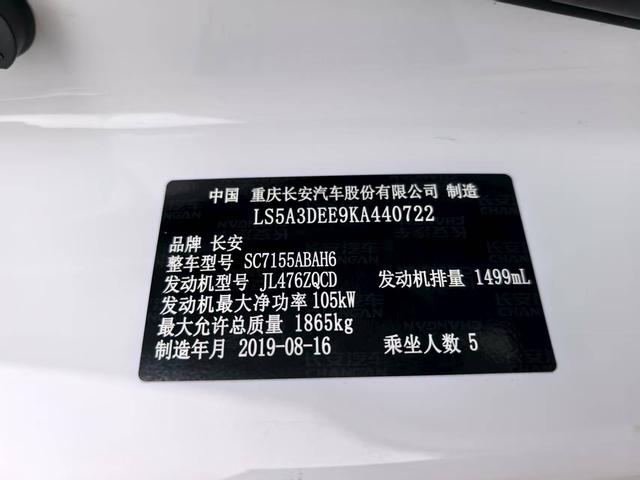 中国 重庆长安汽车股份有限公司 制造
LS5A3DEE9KA440722
品牌 长安
整车型号 SC7155ABAH6
发动机型号 JL476ZQCD 发动机排量 1499mL
发动机最大净功率 105kW
最大允许总质量 1865kg
制造年月 2019-08-16 乘坐人数 5